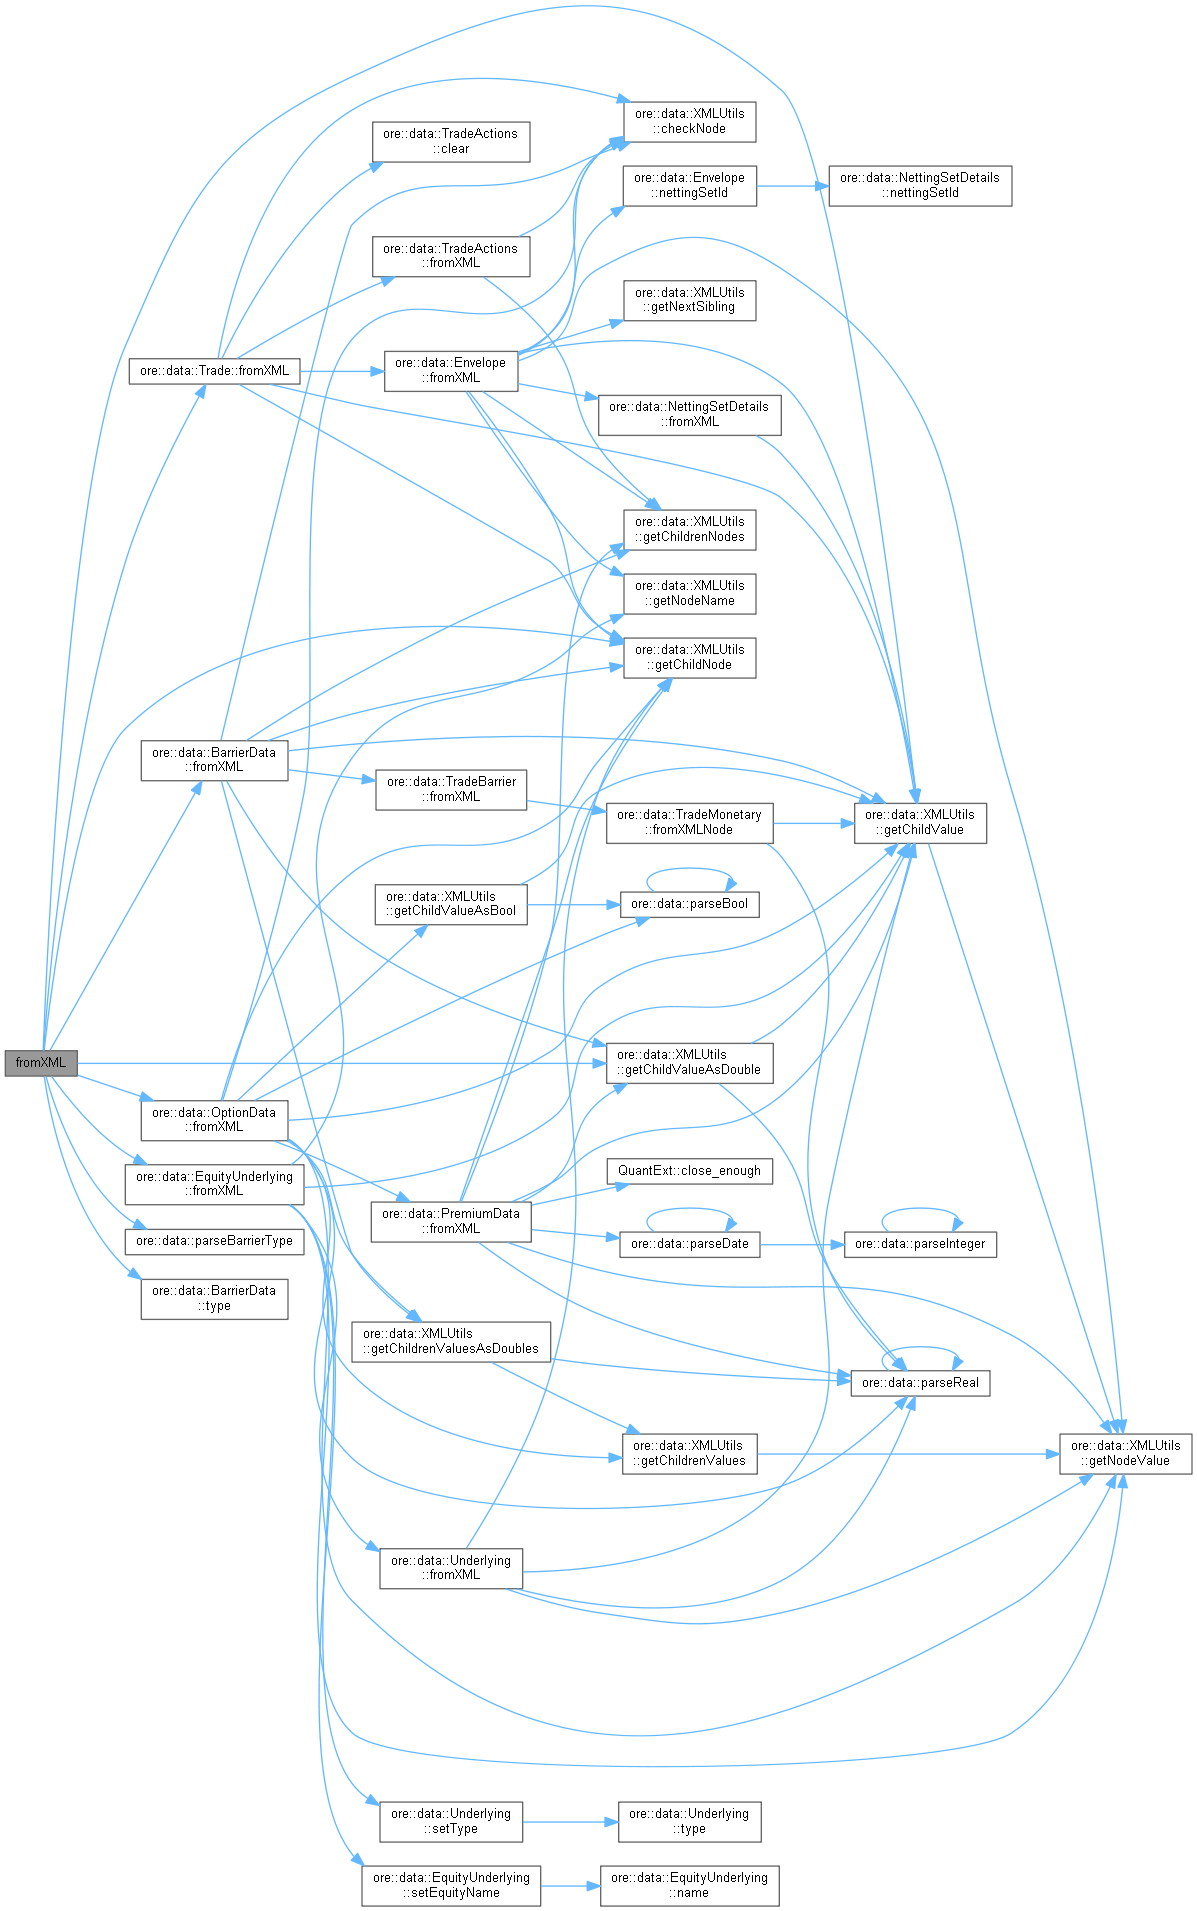 ore::data::XMLUtils
::checkNode
ore::data::TradeActions
::clear
ore::data::Envelope
::nettingSetId
ore::data::NettingSetDetails
::nettingSetId
ore::data::TradeActions
::fromXML
ore::data::XMLUtils
::getNextSibling
ore::data::Trade::fromXML
ore::data::Envelope
::fromXML
ore::data::NettingSetDetails
::fromXML
ore::data::XMLUtils
::getChildrenNodes
ore::data::XMLUtils
::getNodeName
ore::data::XMLUtils
::getChildNode
ore::data::BarrierData
::fromXML
ore::data::TradeBarrier
::fromXML
ore::data::TradeMonetary
::fromXMLNode
ore::data::XMLUtils
::getChildValue
ore::data::XMLUtils
::getChildValueAsBool
ore::data::parseBool
fromXML
ore::data::XMLUtils
::getChildValueAsDouble
ore::data::OptionData
::fromXML
ore::data::EquityUnderlying
::fromXML
QuantExt::close_enough
ore::data::PremiumData
::fromXML
ore::data::parseBarrierType
ore::data::parseDate
ore::data::parseInteger
ore::data::BarrierData
::type
ore::data::XMLUtils
::getChildrenValuesAsDoubles
ore::data::parseReal
ore::data::XMLUtils
::getChildrenValues
ore::data::XMLUtils
::getNodeValue
ore::data::Underlying
::fromXML
ore::data::Underlying
::setType
ore::data::Underlying
::type
ore::data::EquityUnderlying
::setEquityName
ore::data::EquityUnderlying
::name